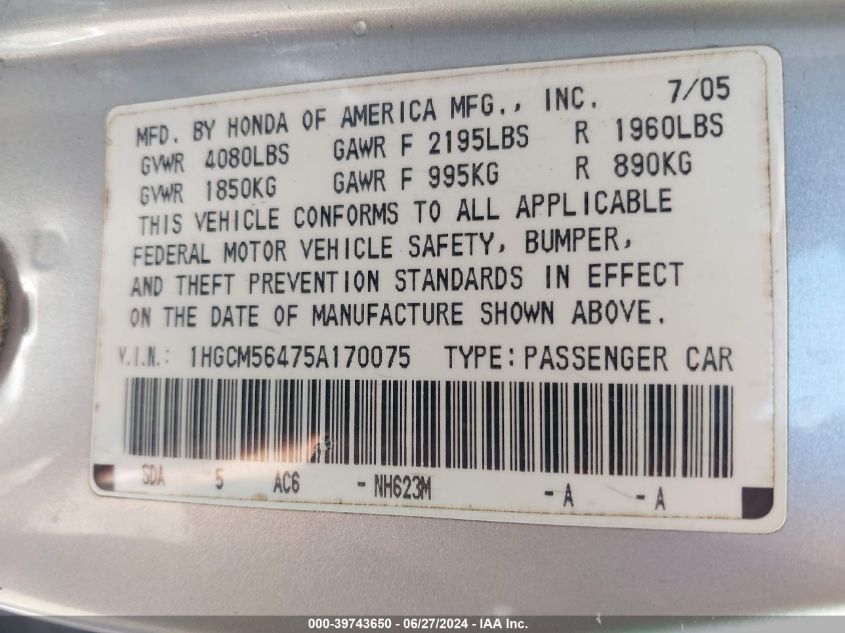 MFD. BY HONDA OF AMERICA MFG., INC. 7/05
GVWR 4080LBS GAWR F 2195LBS R 1960LBS
GVWR 1850KG GAWR F 995KG R 890KG
THIS VEHICLE CONFORMS TO ALL APPLICABLE
FEDERAL MOTOR VEHICLE SAFETY, BUMPER,
AND THEFT PREVENTION STANDARDS IN EFFECT
ON THE DATE OF MANUFACTURE SHOWN ABOVE.
V.I.N.: 1HGCM56475A170075 TYPE: PASSENGER CAR
SDA 5 AC6 - NH623M - A - A
000-39743650 - 06/27/2024 - IAA Inc.